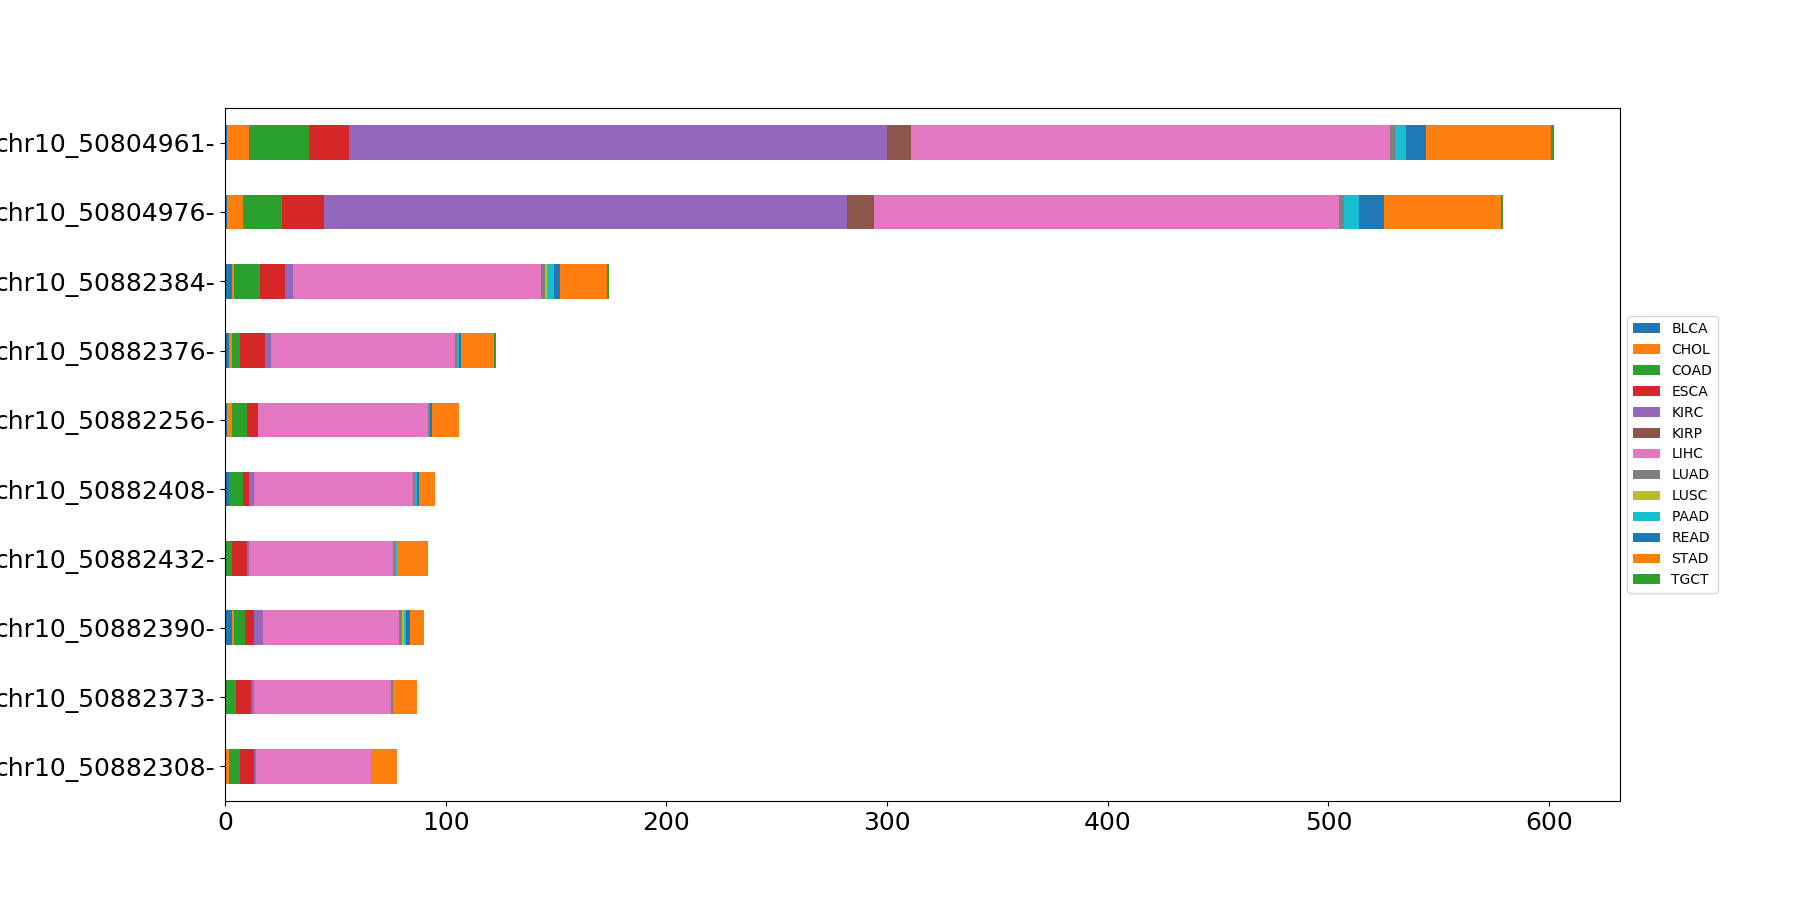 chr10_50804961-
chr10_50804976-
chr10_50882384-
chr10_50882376-
chr10_50882256-
chr10_50882408-
chr10_50882432-
chr10_50882390-
chr10_50882373-
chr10_50882308-
0 100 200 300 400 500 600
BLCA
CHOL
COAD
ESCA
KIRC
KIRP
LIHC
LUAD
LUSC
PAAD
READ
STAD
TGCT